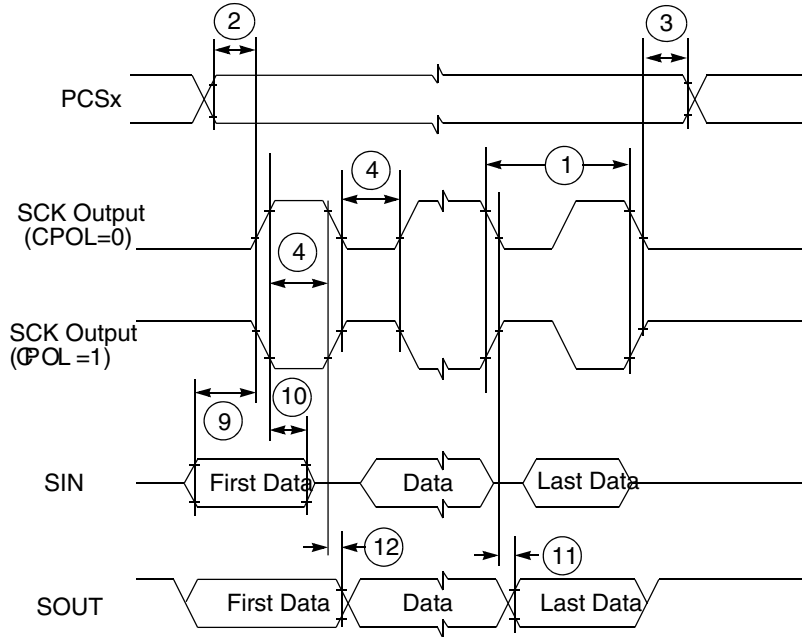 2
3
PCSx
1
4
SCK Output
(CPOL=0)
4
SCK Output
(CPOL =1)
10
9
SIN
First Data
Data
Last Data
12
11
SOUT
First Data
Data
Last Data